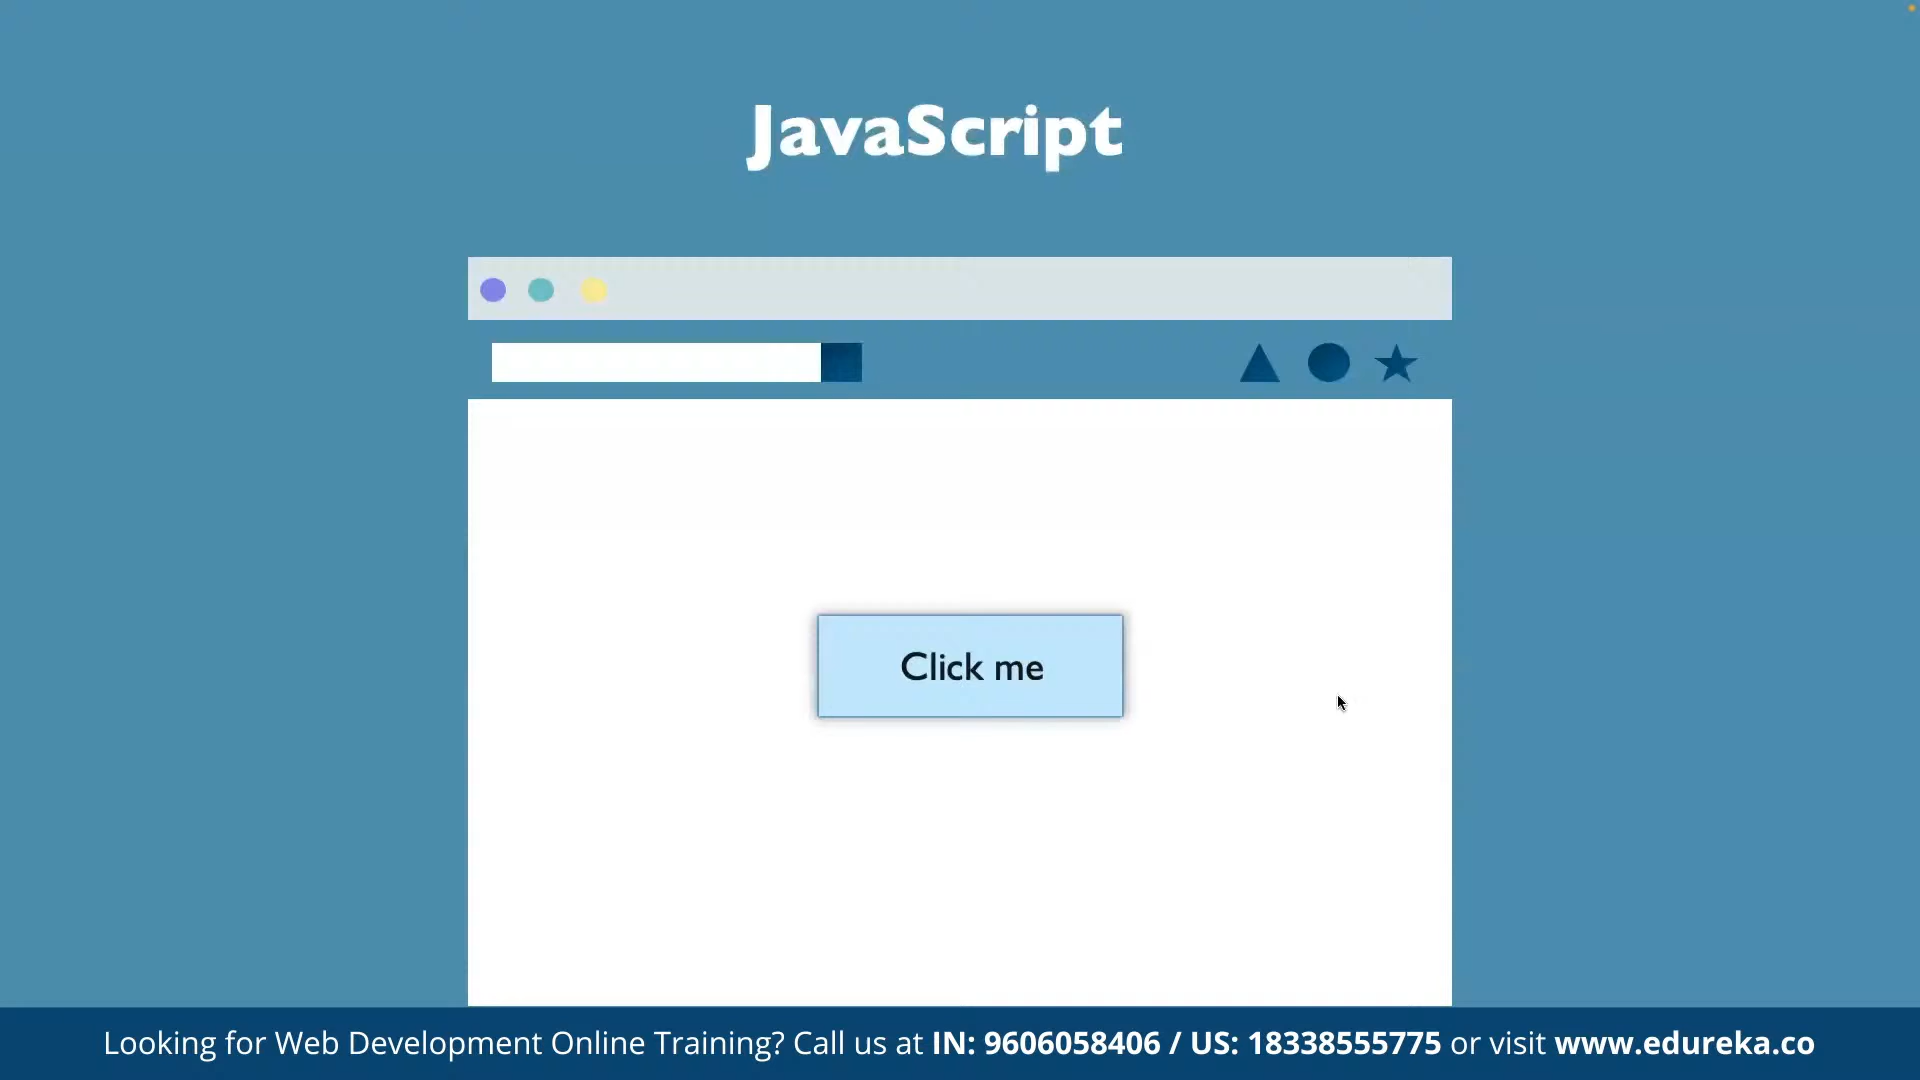 JavaScript
Click me
Looking for Web Development Online Training? Call us at IN: 9606058406 / US: 18338555775 or visit www.edureka.co